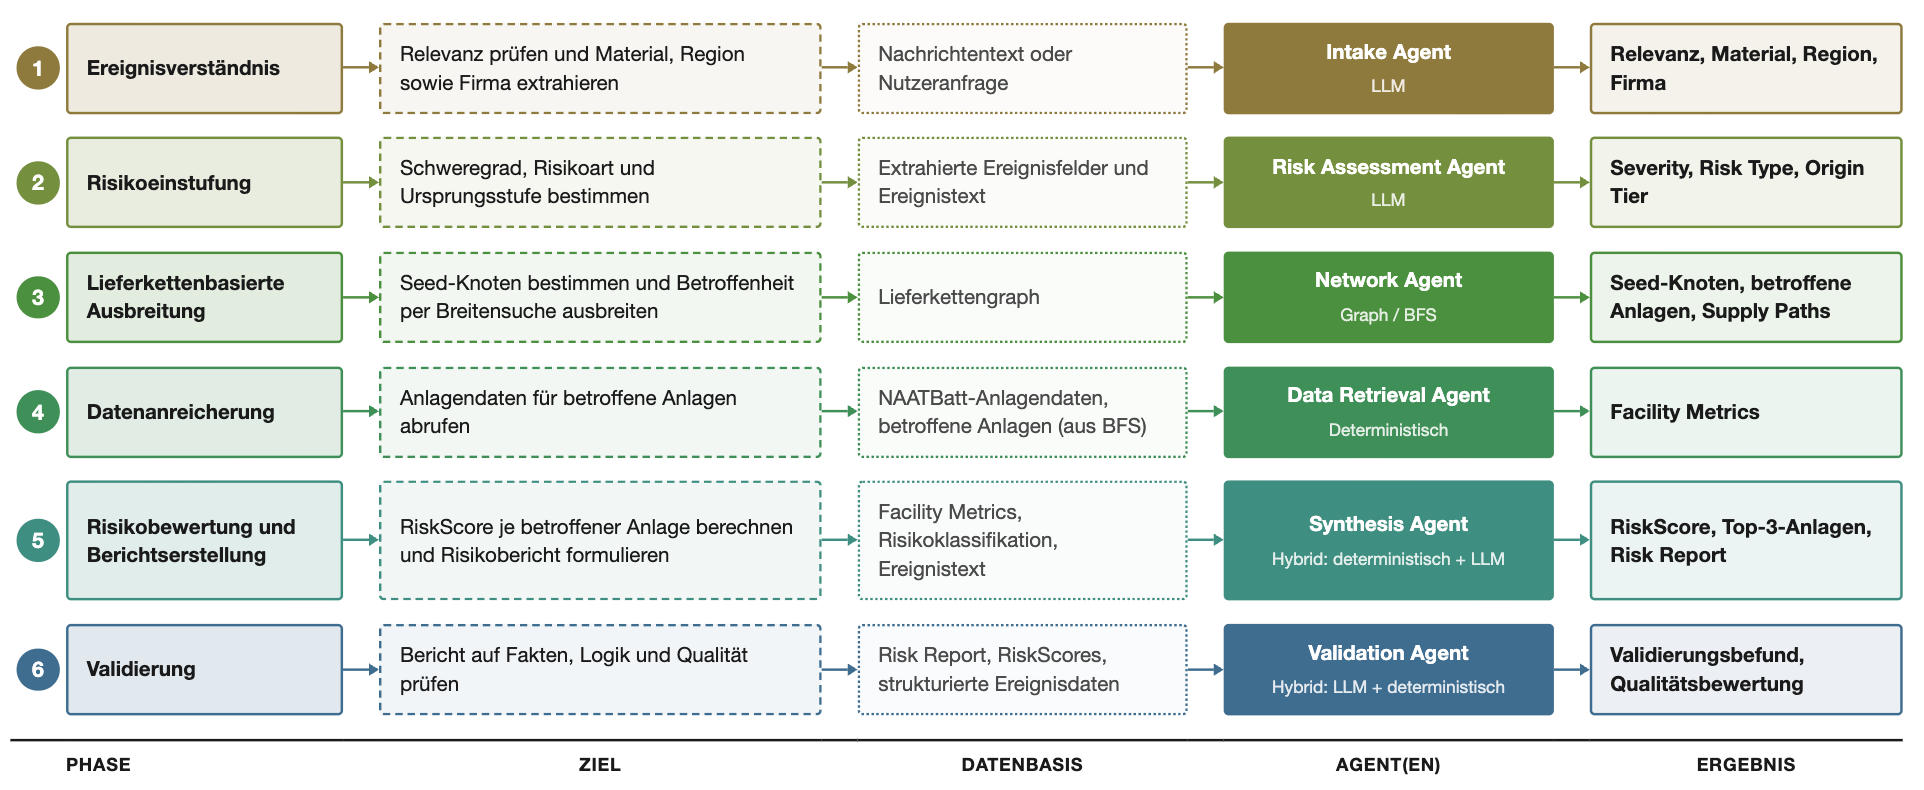 1
Ereignisverständnis
Relevanz prüfen und Material, Region
sowie Firma extrahieren
Nachrichtentext oder
Nutzeranfrage
Intake Agent
LLM
Relevanz, Material, Region,
Firma
2
Risikoeinstufung
Schweregrad, Risikoart und
Ursprungsstufe bestimmen
Extrahierte Ereignisfelder und
Ereignistext
Risk Assessment Agent
LLM
Severity, Risk Type, Origin
Tier
3
Lieferkettenbasierte
Ausbreitung
Seed-Knoten bestimmen und Betroffenheit
per Breitensuche ausbreiten
Lieferkettengraph
Network Agent
Graph / BFS
Seed-Knoten, betroffene
Anlagen, Supply Paths
4
Datenanreicherung
Anlagendaten für betroffene Anlagen
abrufen
NAATBatt-Anlagendaten,
betroffene Anlagen (aus BFS)
Data Retrieval Agent
Deterministisch
Facility Metrics
5
Risikobewertung und
Berichtserstellung
RiskScore je betroffener Anlage berechnen
und Risikobericht formulieren
Facility Metrics,
Risikoklassifikation,
Ereignistext
Synthesis Agent
Hybrid: deterministisch + LLM
RiskScore, Top-3-Anlagen,
Risk Report
6
Validierung
Bericht auf Fakten, Logik und Qualität
prüfen
Risk Report, RiskScores,
strukturierte Ereignisdaten
Validation Agent
Hybrid: LLM + deterministisch
Validierungsbefund,
Qualitätsbewertung
PHASE
ZIEL
DATENBASIS
AGENT(EN)
ERGEBNIS